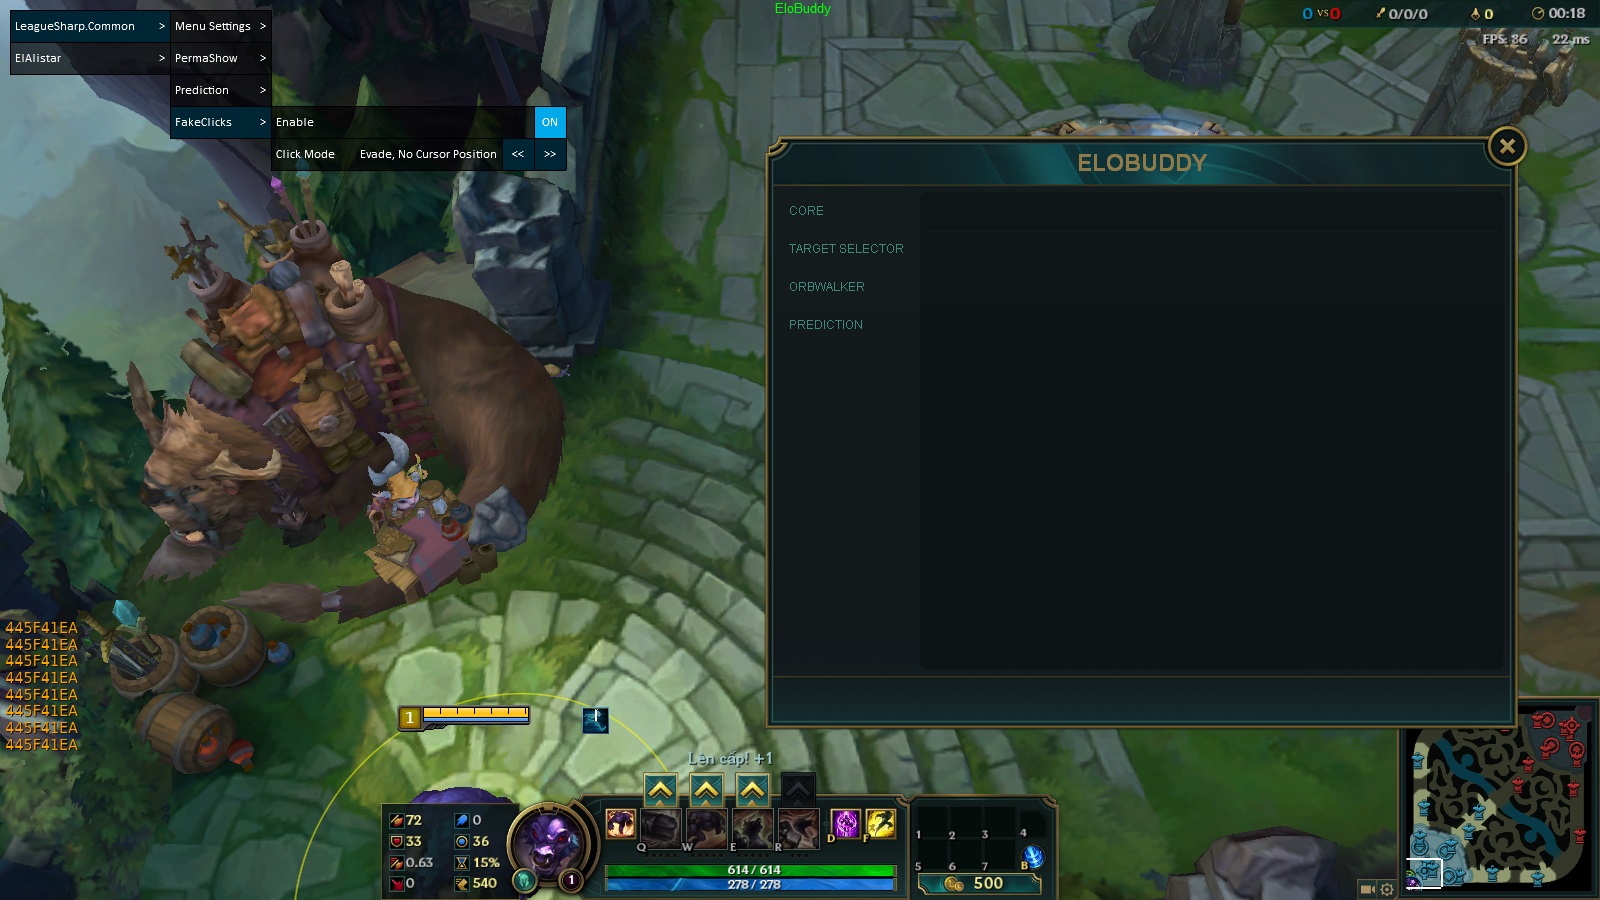 EloBuddy
0 vs 0 0/0/0 0 00:18
FPS: 86 22 ms
LeagueSharp.Common >
ElAlistar >
Menu Settings >
PermaShow >
Prediction >
FakeClicks >
Enable ON
Click Mode Evade, No Cursor Position << >>
ELOBUDDY
CORE
TARGET SELECTOR
ORBWALKER
PREDICTION
445F41EA
445F41EA
445F41EA
445F41EA
445F41EA
445F41EA
445F41EA
445F41EA
1
Lên cấp! +1
72 0
33 36
0.63 15%
0 540
1
Q W E R D F
614 / 614
278 / 278
1 2 3 4
5 6 7 B
500